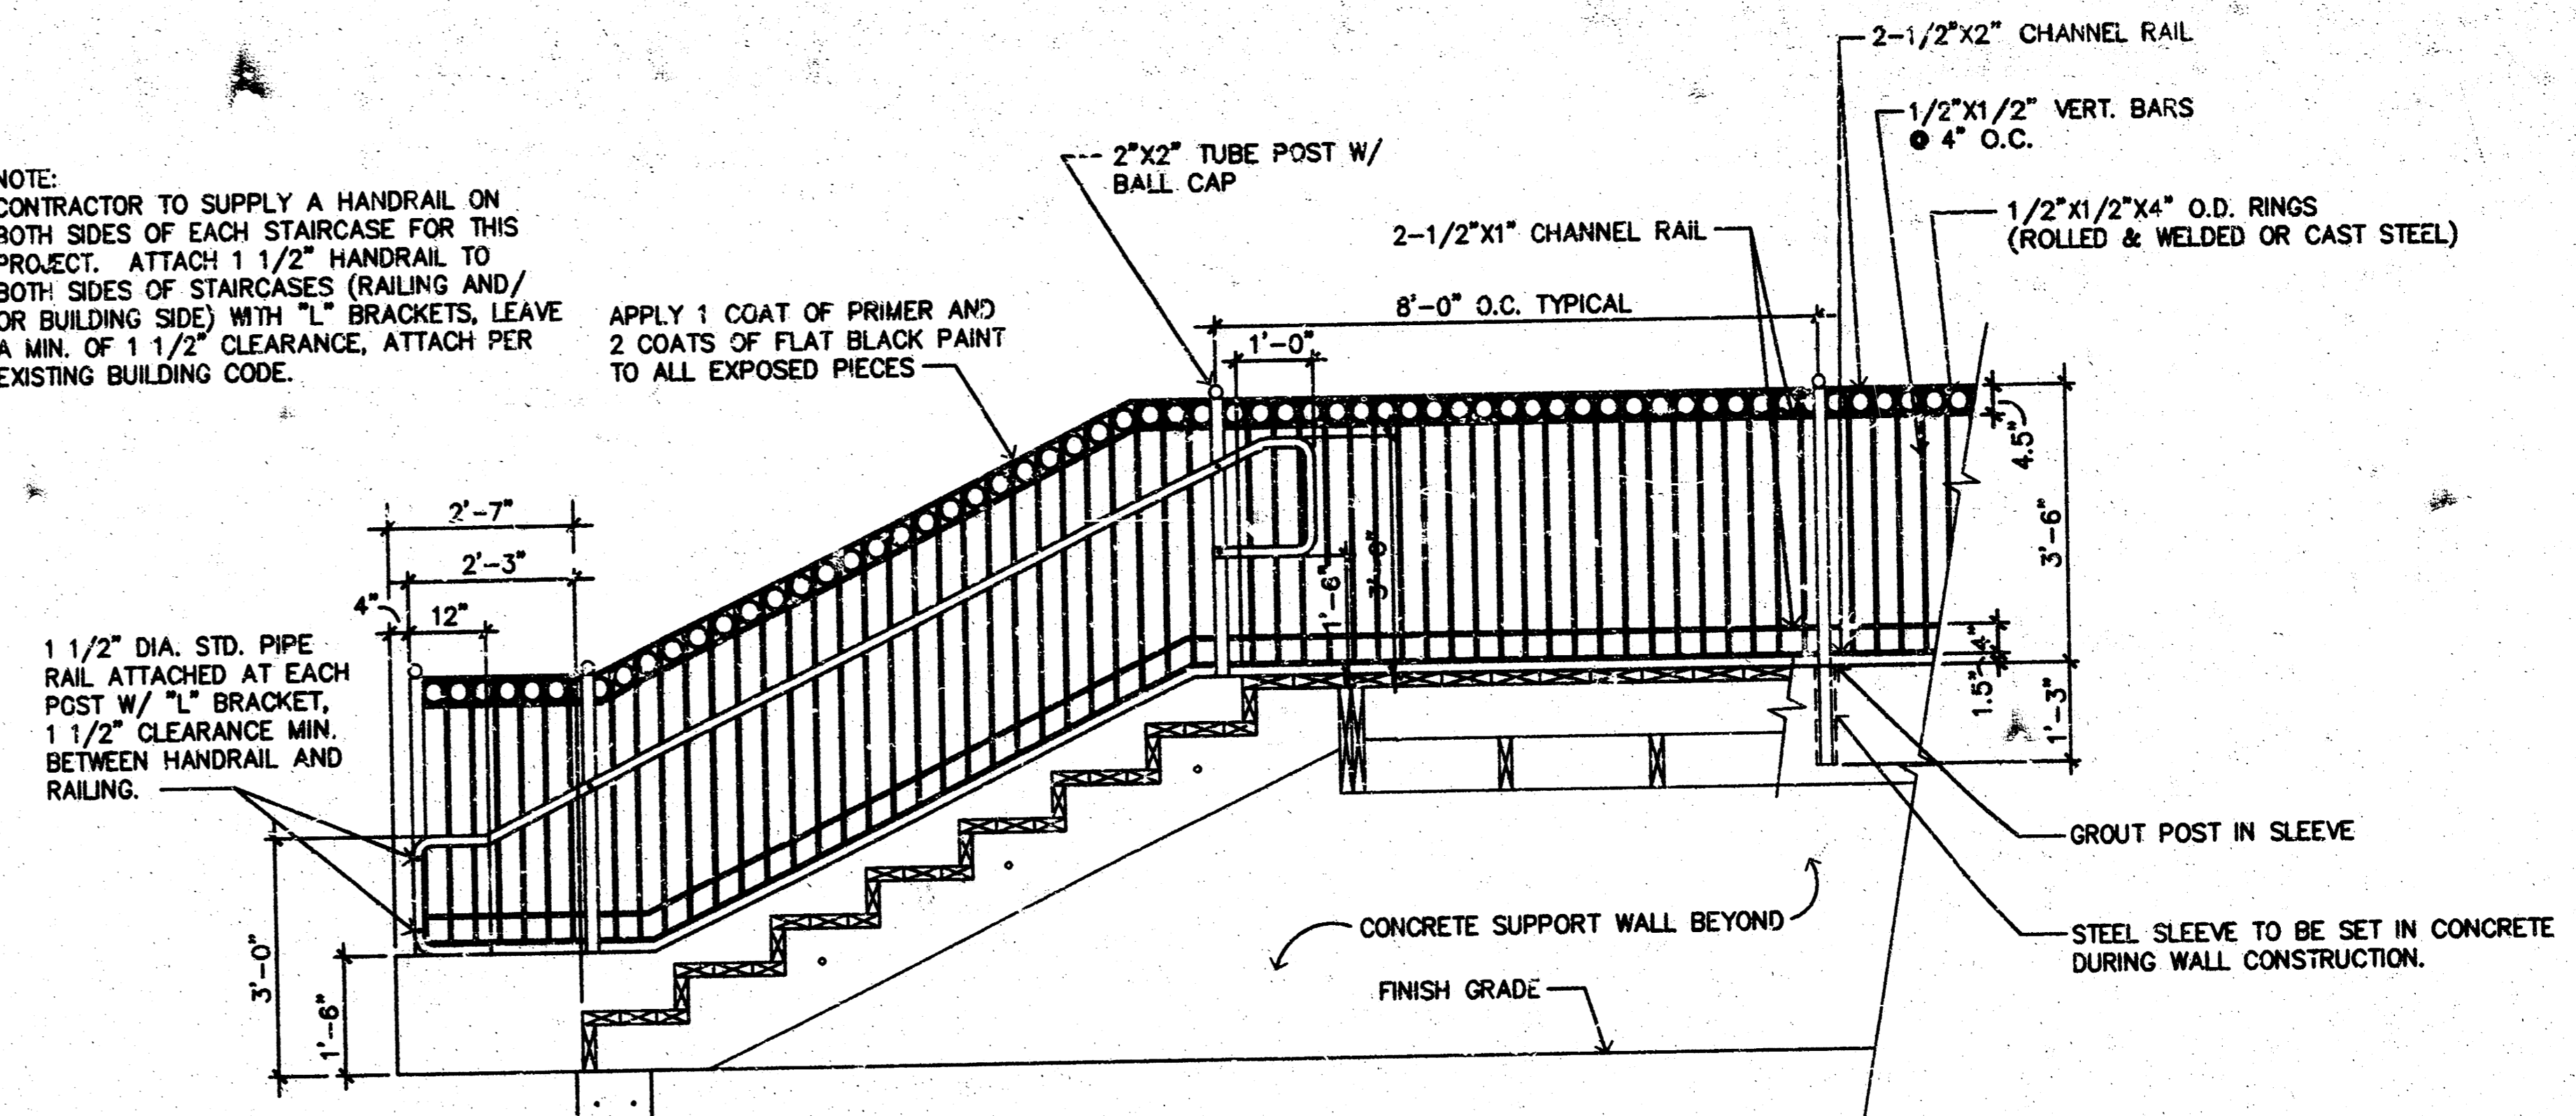 NOTE:
CONTRACTOR TO SUPPLY A HANDRAIL ON
BOTH SIDES OF EACH STAIRCASE FOR THIS
PROJECT. ATTACH 1 1/2" HANDRAIL TO
BOTH SIDES OF STAIRCASES (RAILING AND/
OR BUILDING SIDE) WITH "L" BRACKETS, LEAVE
A MIN. OF 1 1/2" CLEARANCE, ATTACH PER
EXISTING BUILDING CODE.
APPLY 1 COAT OF PRIMER AND
2 COATS OF FLAT BLACK PAINT
TO ALL EXPOSED PIECES
2"X2" TUBE POST W/
BALL CAP
2-1/2"X2" CHANNEL RAIL
1/2"X1/2" VERT. BARS
@ 4" O.C.
1/2"X1/2"X4" O.D. RINGS
(ROLLED & WELDED OR CAST STEEL)
2-1/2"X1" CHANNEL RAIL
8'-0" O.C. TYPICAL
1'-0"
4.5"
3'-6"
4"
1.5"
1'-3"
1'-6"
3'-0"
2'-7"
2'-3"
4"
12"
1 1/2" DIA. STD. PIPE
RAIL ATTACHED AT EACH
POST W/ "L" BRACKET,
1 1/2" CLEARANCE MIN.
BETWEEN HANDRAIL AND
RAILING.
3'-0"
1'-6"
GROUT POST IN SLEEVE
CONCRETE SUPPORT WALL BEYOND
STEEL SLEEVE TO BE SET IN CONCRETE
DURING WALL CONSTRUCTION.
FINISH GRADE